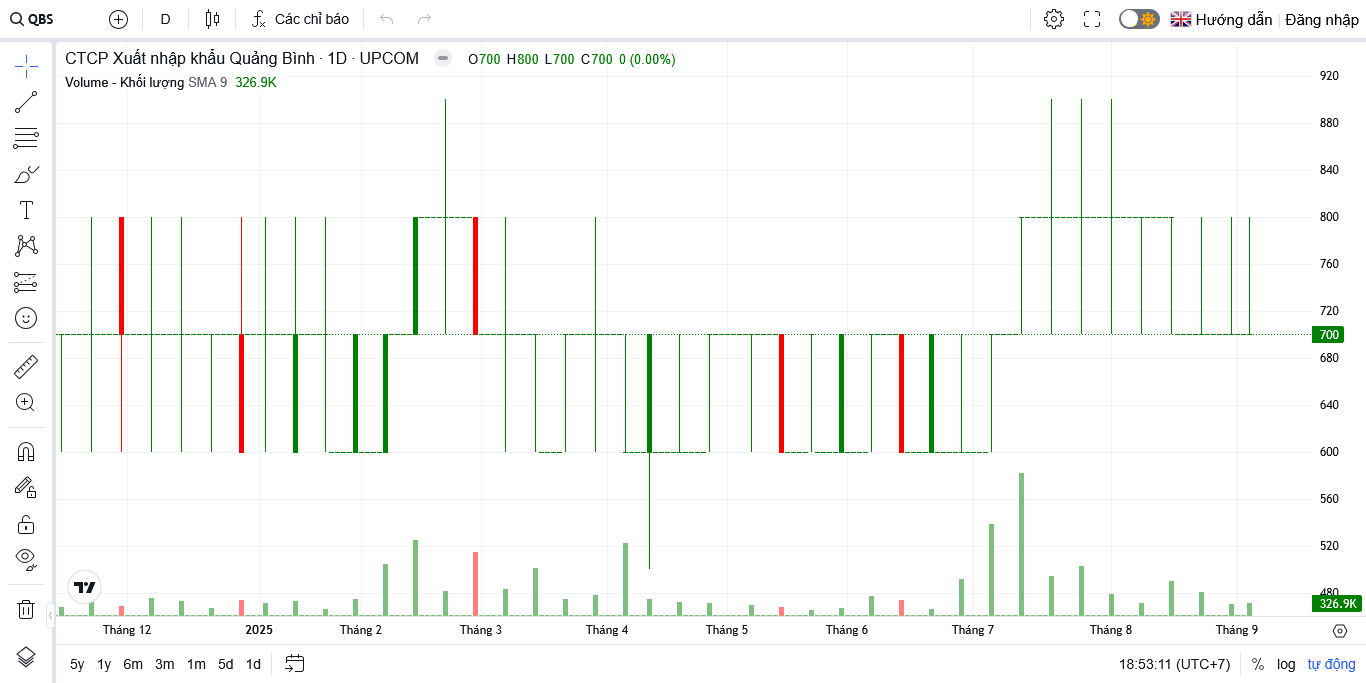 QBS D Các chỉ báo Hướng dẫn Đăng nhập
CTCP Xuất nhập khẩu Quảng Bình · 1D · UPCOM O700 H800 L700 C700 0 (0.00%)
Volume - Khối lượng SMA 9 326.9K
920
880
840
800
760
720
700
680
640
600
560
520
480
326.9K
Tháng 12 2025 Tháng 2 Tháng 3 Tháng 4 Tháng 5 Tháng 6 Tháng 7 Tháng 8 Tháng 9
5y 1y 6m 3m 1m 5d 1d 18:53:11 (UTC+7) % log tự động